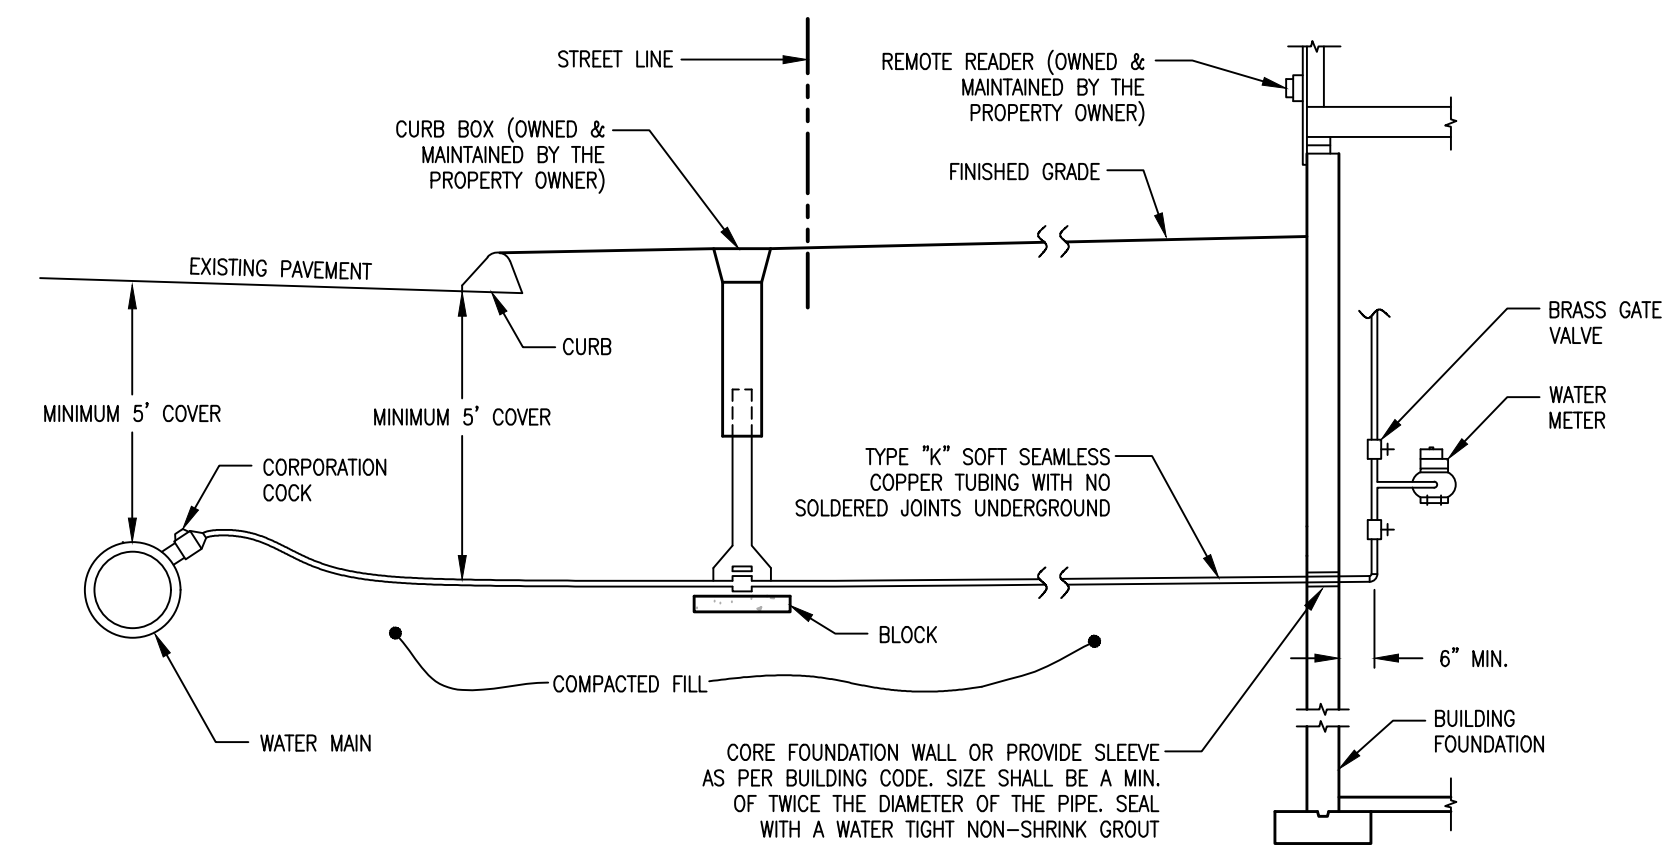 STREET LINE
REMOTE READER (OWNED &
MAINTAINED BY THE
PROPERTY OWNER)
CURB BOX (OWNED &
MAINTAINED BY THE
PROPERTY OWNER)
FINISHED GRADE
EXISTING PAVEMENT
CURB
BRASS GATE
VALVE
WATER
METER
MINIMUM 5' COVER
MINIMUM 5' COVER
CORPORATION
COCK
TYPE "K" SOFT SEAMLESS
COPPER TUBING WITH NO
SOLDERED JOINTS UNDERGROUND
BLOCK
6" MIN.
COMPACTED FILL
WATER MAIN
BUILDING
FOUNDATION
CORE FOUNDATION WALL OR PROVIDE SLEEVE
AS PER BUILDING CODE. SIZE SHALL BE A MIN.
OF TWICE THE DIAMETER OF THE PIPE. SEAL
WITH A WATER TIGHT NON-SHRINK GROUT